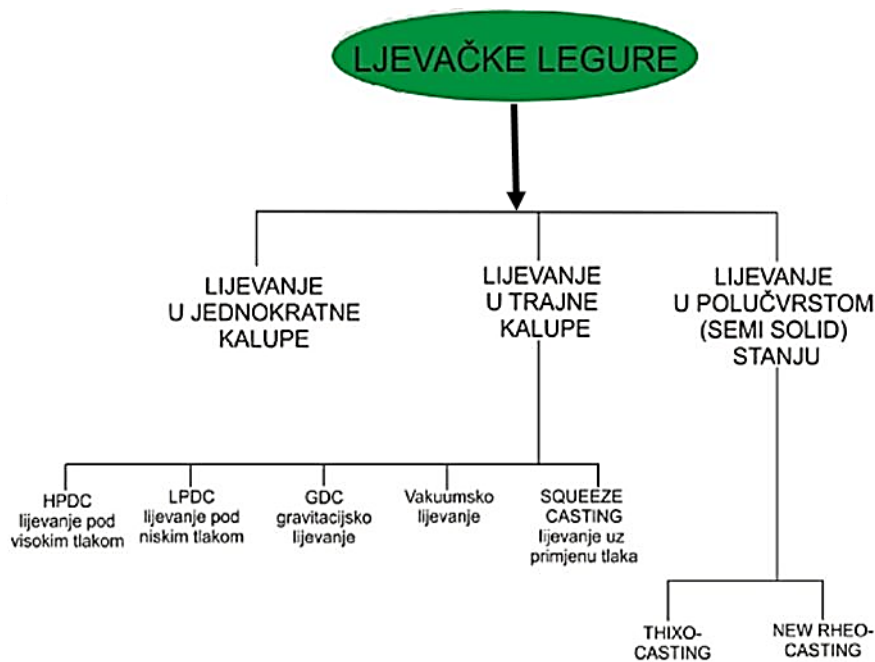 LJEVAČKE LEGURE
LIJEVANJE
U JEDNOKRATNE
KALUPE
LIJEVANJE
U TRAJNE
KALUPE
LIJEVANJE
U POLUČVRSTOM
(SEMI SOLID)
STANJU
HPDC
lijevanje pod
visokim tlakom
LPDC
lijevanje pod
niskim tlakom
GDC
gravitacijsko
lijevanje
Vakuumsko
lijevanje
SQUEEZE
CASTING
lijevanje uz
primjenu tlaka
THIXO-
CASTING
NEW RHEO-
CASTING